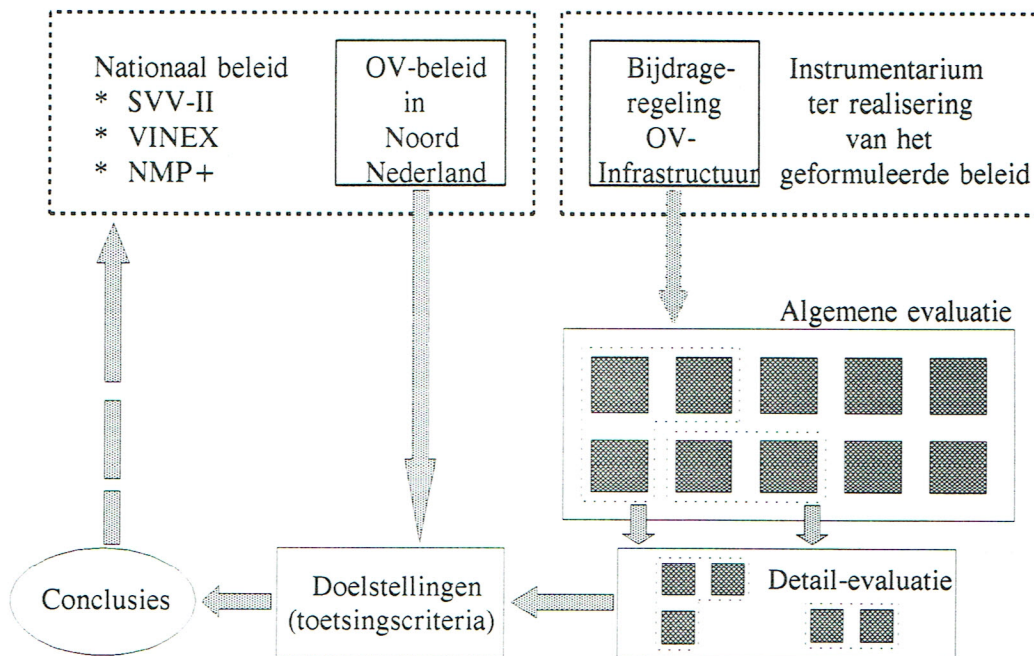 Nationaal beleid
* SVV-II
* VINEX
* NMP+
OV-beleid
in
Noord
Nederland
Bijdrage-
regeling
OV-
Infrastructuur
Instrumentarium
ter realisering
van het
geformuleerde beleid
Algemene evaluatie
Detail-evaluatie
Doelstellingen
(toetsingscriteria)
Conclusies